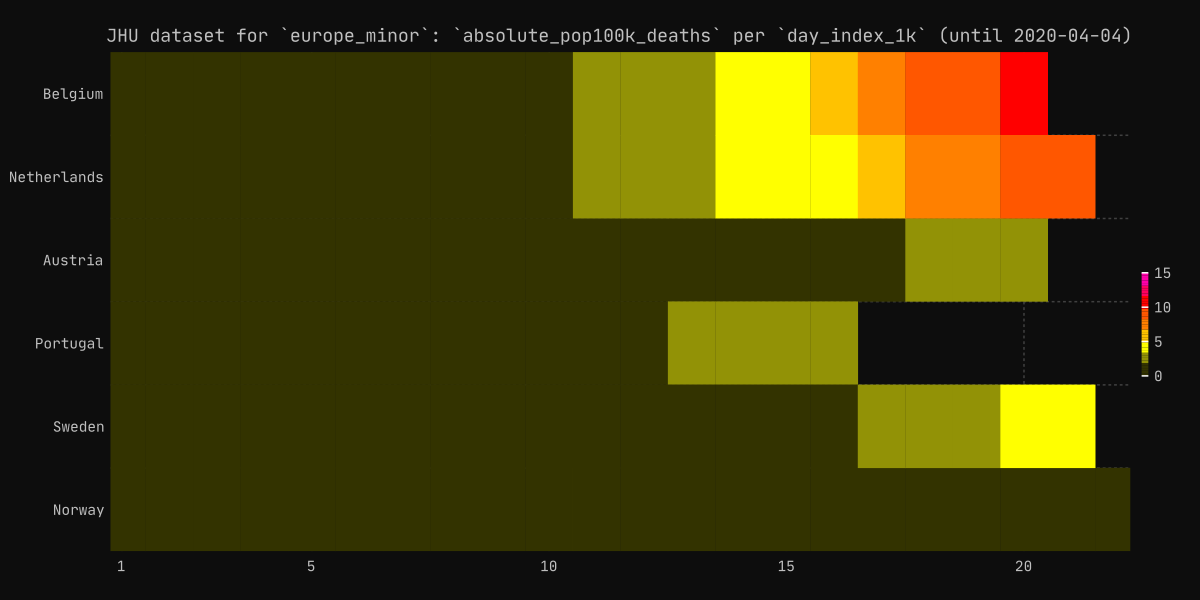 JHU dataset for `europe_minor`: `absolute_pop100k_deaths` per `day_index_1k` (until 2020-04-04)
Belgium
Netherlands
Austria
Portugal
Sweden
Norway
15
10
5
0
1 5 10 15 20